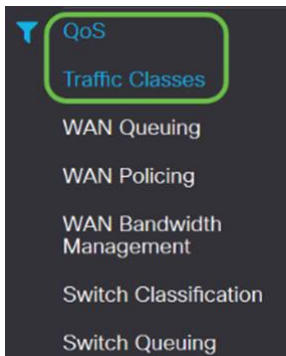 QoS
Traffic Classes
WAN Queuing
WAN Policing
WAN Bandwidth
Management
Switch Classification
Switch Queuing